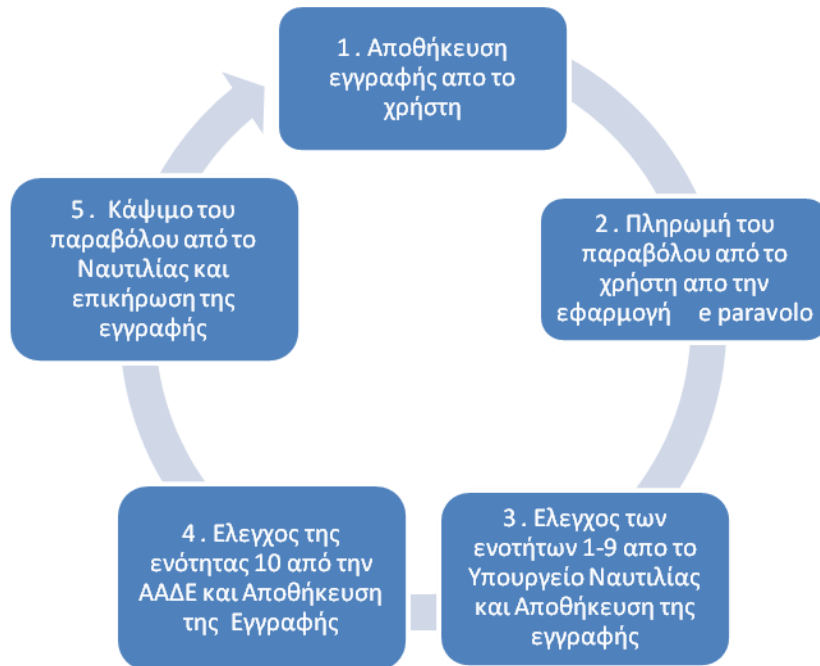 1 . Αποθήκευση
εγγραφής απο το
χρήστη
2 . Πληρωμή του
παραβόλου από το
χρήστη απο την
εφαρμογή e paravolo
3 . Ελεγχος των
ενοτήτων 1-9 απο το
Υπουργείο Ναυτιλίας
και Αποθήκευση της
εγγραφής
4 . Ελεγχος της
ενότητας 10 από την
ΑΑΔΕ και Αποθήκευση
της Εγγραφής
5 . Κάψιμο του
παραβόλου από το
Ναυτιλίας και
επικήρωση της
εγγραφής